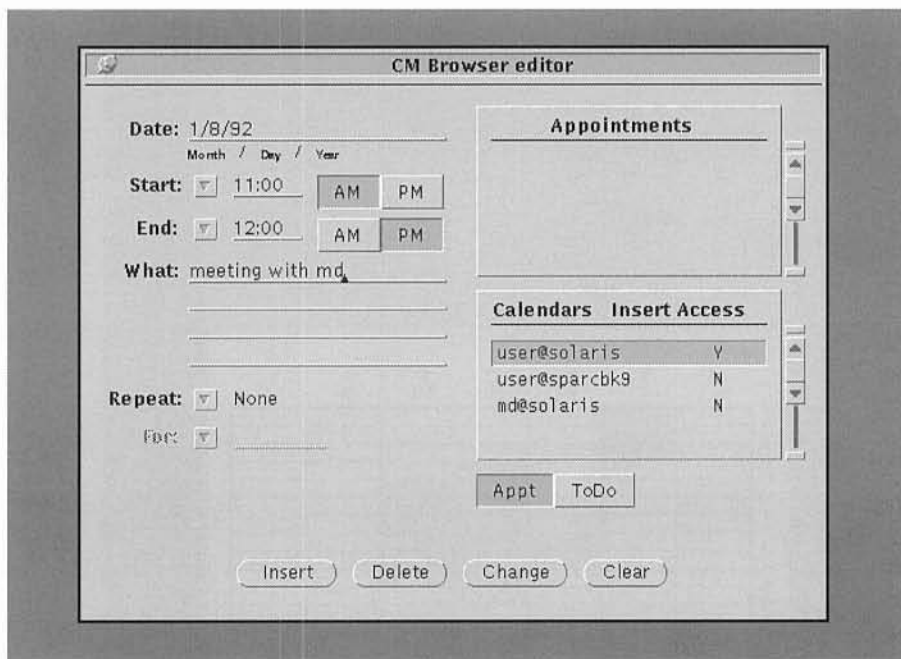 CM Browser editor
Date: 1/8/92
Month / Day / Year
Start: 11:00 AM PM
End: 12:00 AM PM
What: meeting with md
Repeat: None
For:
Appointments
Calendars Insert Access
user@solaris Y
user@sparcbk9 N
md@solaris N
Appt ToDo
Insert Delete Change Clear